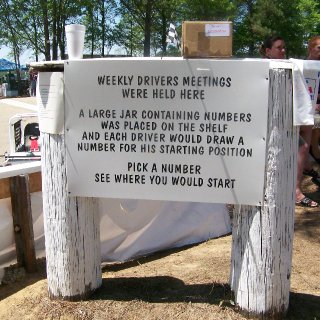 WEEKLY DRIVERS MEETINGS
WERE HELD HERE
A LARGE JAR CONTAINING NUMBERS
WAS PLACED ON THE SHELF
AND EACH DRIVER WOULD DRAW A
NUMBER FOR HIS STARTING POSITION
PICK A NUMBER
SEE WHERE YOU WOULD START